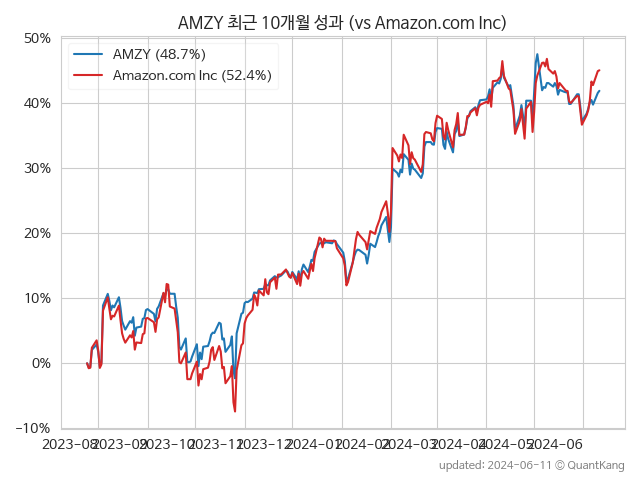 AMZY 최근 10개월 성과 (vs Amazon.com Inc)
AMZY (48.7%)
Amazon.com Inc (52.4%)
50%
40%
30%
20%
10%
0%
−10%
2023-08 2023-09 2023-10 2023-11 2023-12 2024-01 2024-02 2024-03 2024-04 2024-05 2024-06
updated: 2024-06-11 © QuantKang